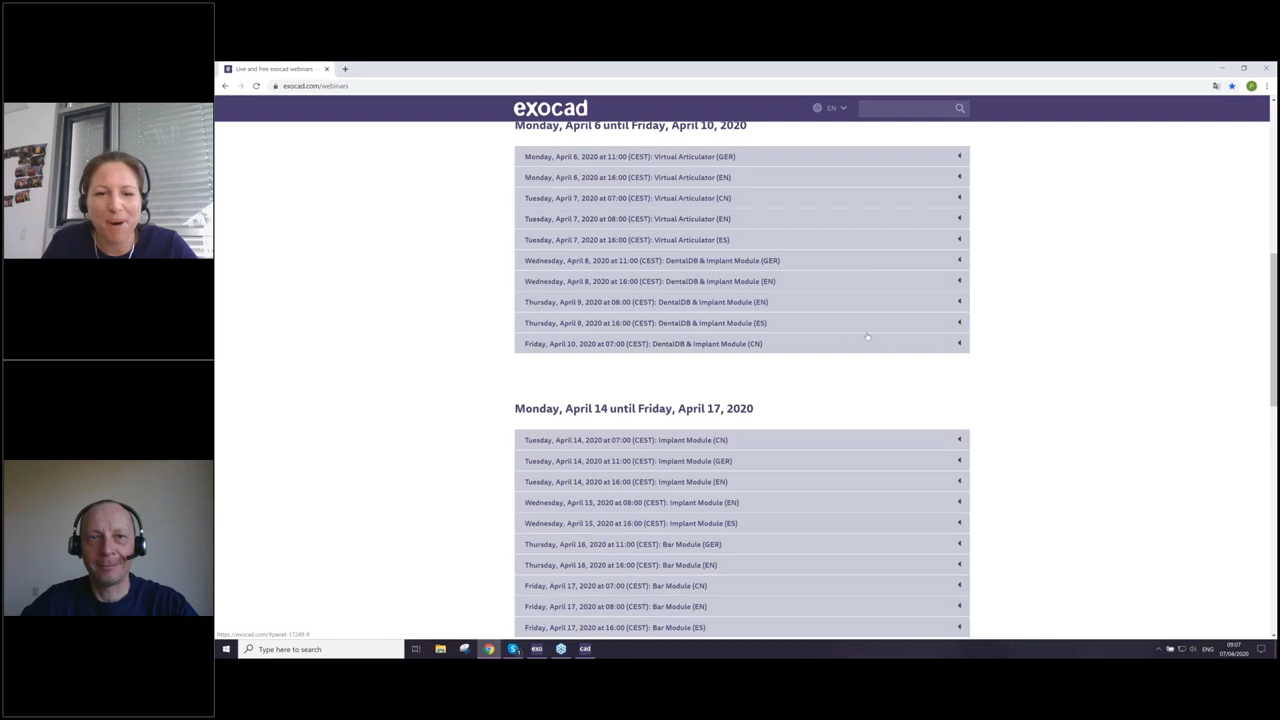 Live and free exocad webinars
exocad.com/webinars
exocad
EN
Monday, April 6 until Friday, April 10, 2020
Monday, April 6, 2020 at 11:00 (CEST): Virtual Articulator (GER)
Monday, April 6, 2020 at 16:00 (CEST): Virtual Articulator (EN)
Tuesday, April 7, 2020 at 07:00 (CEST): Virtual Articulator (CN)
Tuesday, April 7, 2020 at 08:00 (CEST): Virtual Articulator (EN)
Tuesday, April 7, 2020 at 16:00 (CEST): Virtual Articulator (ES)
Wednesday, April 8, 2020 at 11:00 (CEST): DentalDB & Implant Module (GER)
Wednesday, April 8, 2020 at 16:00 (CEST): DentalDB & Implant Module (EN)
Thursday, April 9, 2020 at 08:00 (CEST): DentalDB & Implant Module (EN)
Thursday, April 9, 2020 at 16:00 (CEST): DentalDB & Implant Module (ES)
Friday, April 10, 2020 at 07:00 (CEST): DentalDB & Implant Module (CN)
Monday, April 14 until Friday, April 17, 2020
Tuesday, April 14, 2020 at 07:00 (CEST): Implant Module (CN)
Tuesday, April 14, 2020 at 11:00 (CEST): Implant Module (GER)
Tuesday, April 14, 2020 at 16:00 (CEST): Implant Module (EN)
Wednesday, April 15, 2020 at 08:00 (CEST): Implant Module (EN)
Wednesday, April 15, 2020 at 16:00 (CEST): Implant Module (ES)
Thursday, April 16, 2020 at 11:00 (CEST): Bar Module (GER)
Thursday, April 16, 2020 at 16:00 (CEST): Bar Module (EN)
Friday, April 17, 2020 at 07:00 (CEST): Bar Module (CN)
Friday, April 17, 2020 at 08:00 (CEST): Bar Module (EN)
Friday, April 17, 2020 at 16:00 (CEST): Bar Module (ES)
https://exocad.com/#panel-17249-9
Type here to search
exo
cad
ENG
09:07
07/04/2020